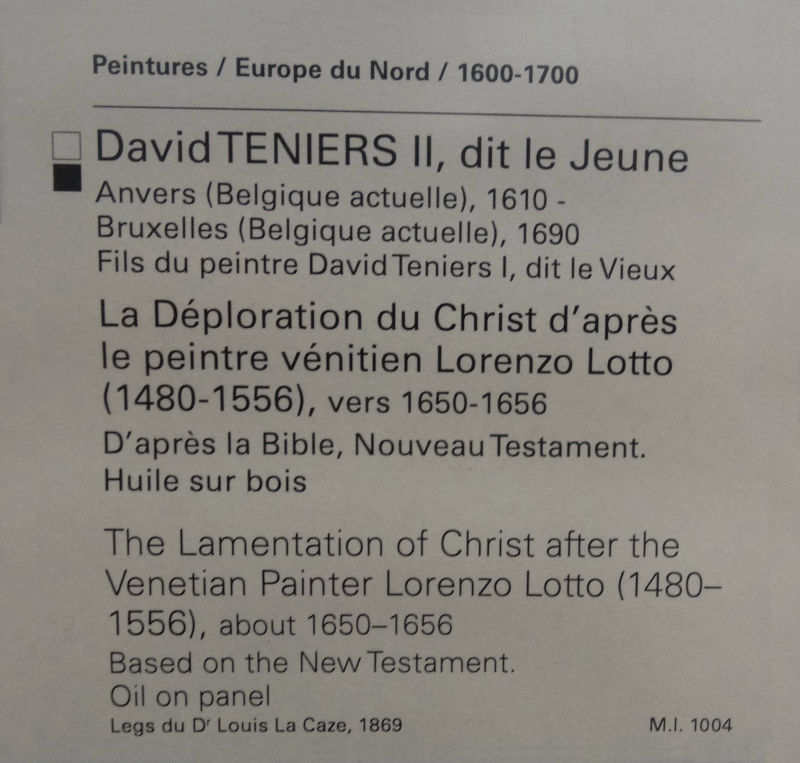 Peintures / Europe du Nord / 1600-1700
David TENIERS II, dit le Jeune
Anvers (Belgique actuelle), 1610 -
Bruxelles (Belgique actuelle), 1690
Fils du peintre David Teniers I, dit le Vieux
La Déploration du Christ d'après
le peintre vénitien Lorenzo Lotto
(1480-1556), vers 1650-1656
D'après la Bible, Nouveau Testament.
Huile sur bois
The Lamentation of Christ after the
Venetian Painter Lorenzo Lotto (1480–
1556), about 1650–1656
Based on the New Testament.
Oil on panel
Legs du Dr Louis La Caze, 1869 M.I. 1004